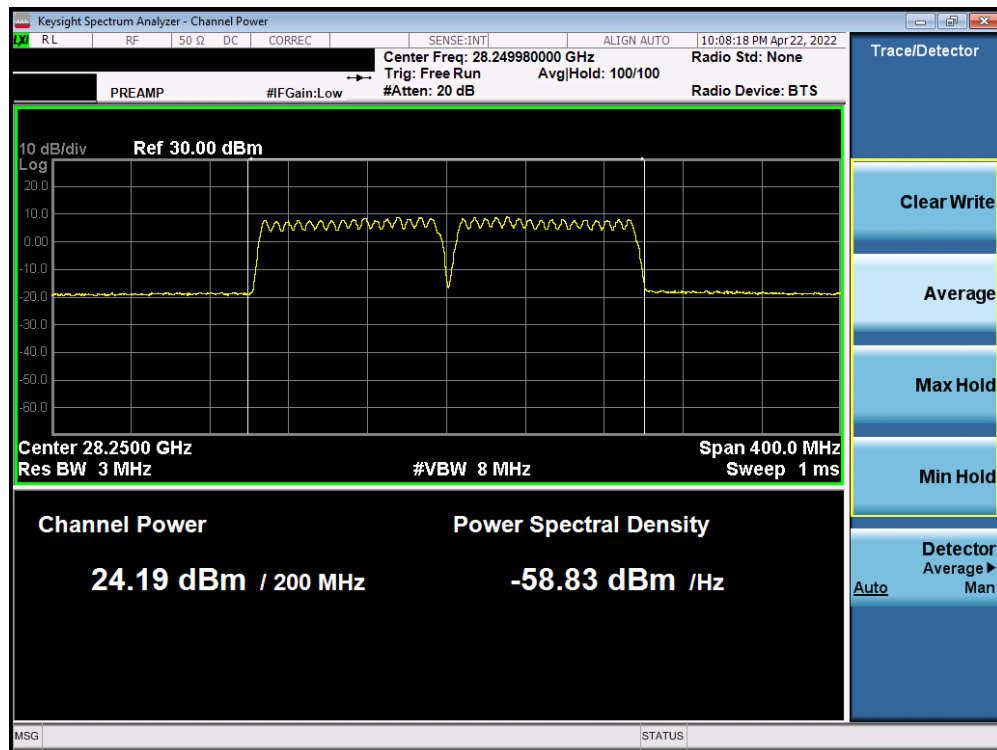 Keysight Spectrum Analyzer - Channel Power
LXI RL RF 50 Ω DC CORREC SENSE:INT ALIGN AUTO 10:08:18 PM Apr 22, 2022
Center Freq: 28.249980000 GHz Radio Std: None
Trig: Free Run Avg|Hold: 100/100
PREAMP #IFGain:Low #Atten: 20 dB Radio Device: BTS
10 dB/div Ref 30.00 dBm
Log
20.0
10.0
0.00
-10.0
-20.0
-30.0
-40.0
-50.0
-60.0
Center 28.2500 GHz Span 400.0 MHz
Res BW 3 MHz #VBW 8 MHz Sweep 1 ms
Channel Power Power Spectral Density
24.19 dBm / 200 MHz -58.83 dBm /Hz
Trace/Detector
Clear Write
Average
Max Hold
Min Hold
Detector
Average
Auto Man
MSG STATUS